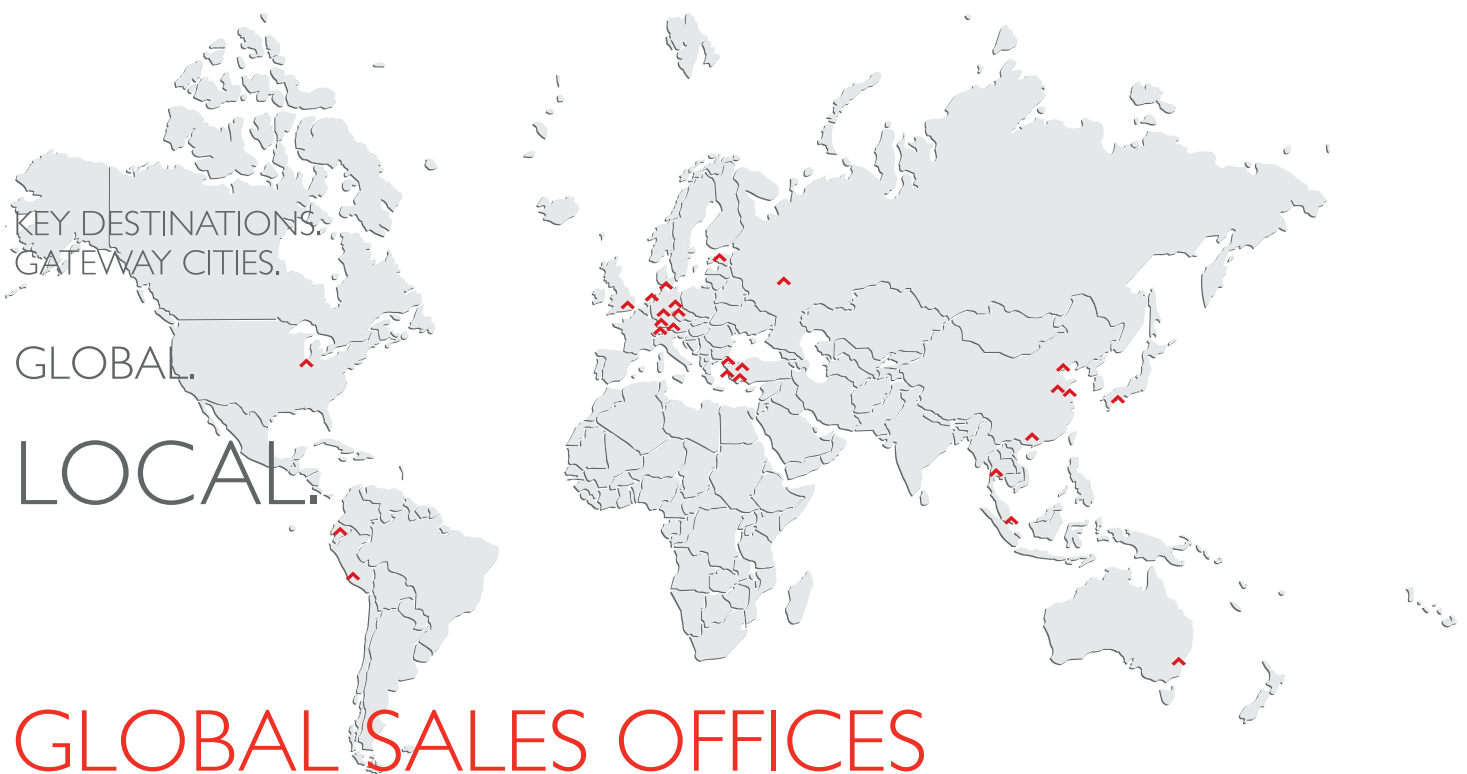 KEY DESTINATIONS.
GATEWAY CITIES.
GLOBAL.
LOCAL.
GLOBAL SALES OFFICES